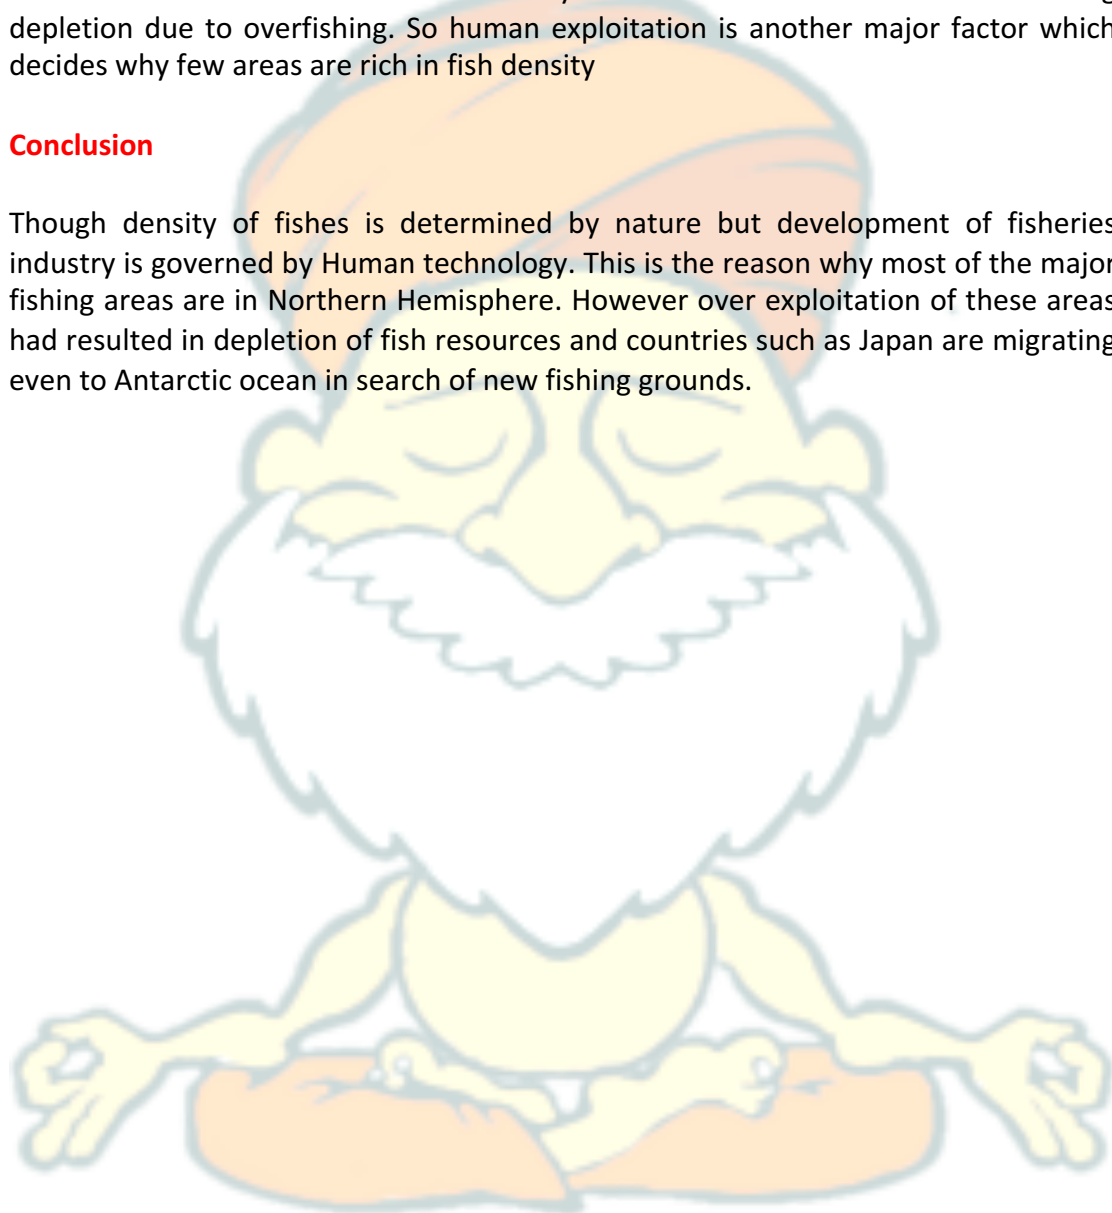 depletion due to overfishing. So human exploitation is another major factor which
decides why few areas are rich in fish density
Conclusion
Though density of fishes is determined by nature but development of fisheries
industry is governed by Human technology. This is the reason why most of the major
fishing areas are in Northern Hemisphere. However over exploitation of these areas
had resulted in depletion of fish resources and countries such as Japan are migrating
even to Antarctic ocean in search of new fishing grounds.